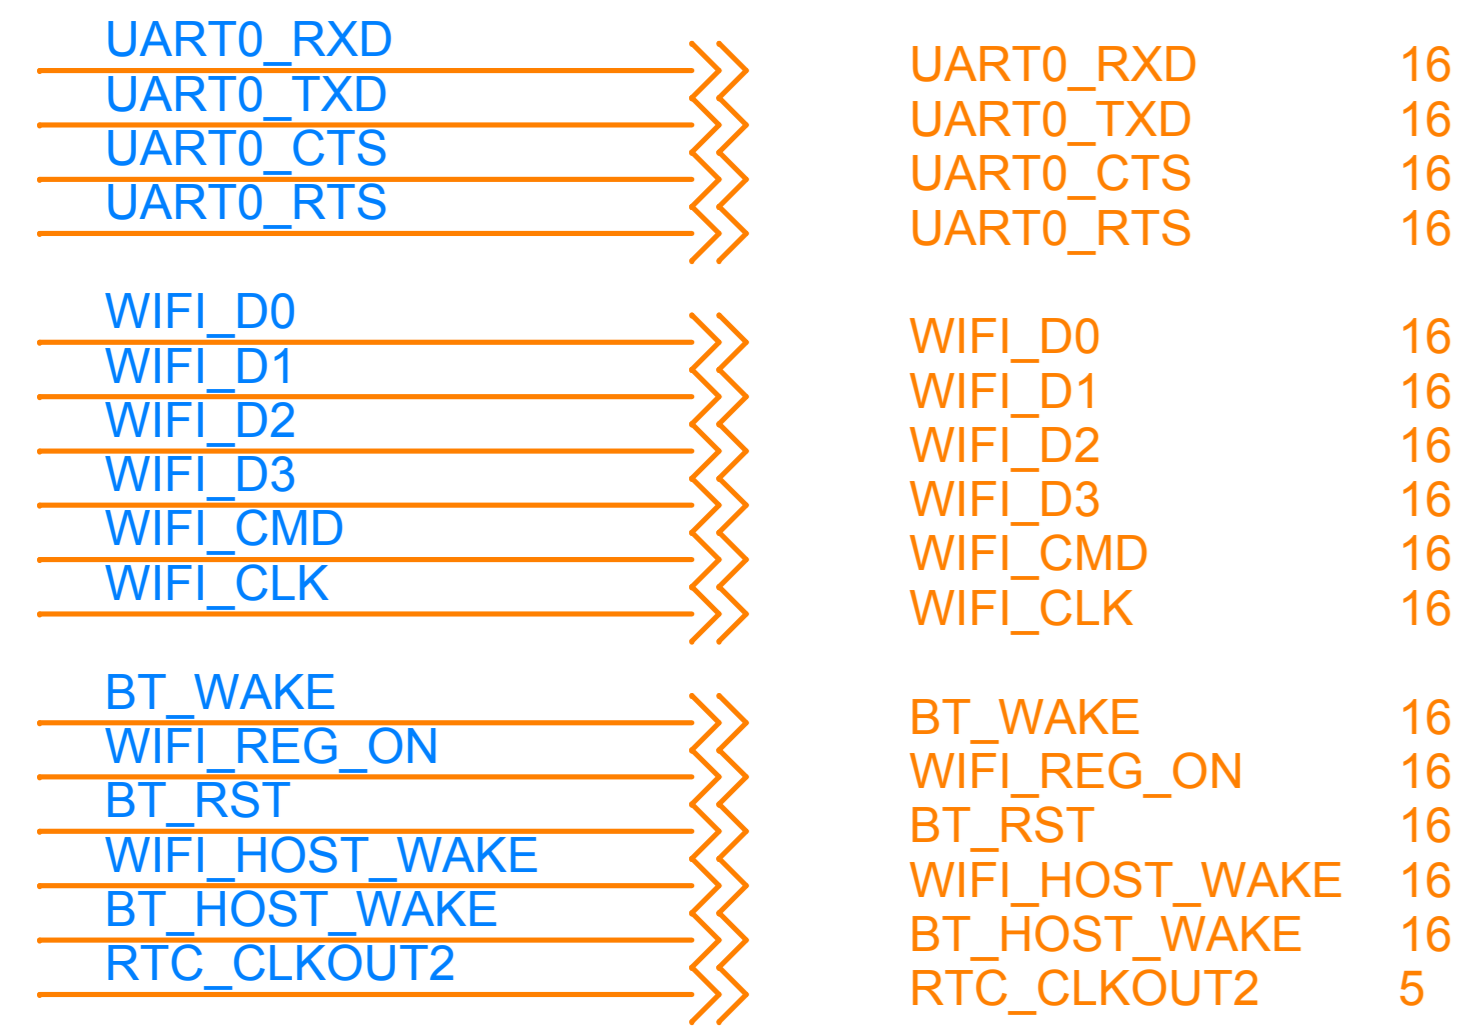 UART0_RXD UART0_RXD 16
UART0_TXD UART0_TXD 16
UART0_CTS UART0_CTS 16
UART0_RTS UART0_RTS 16
WIFI_D0 WIFI_D0 16
WIFI_D1 WIFI_D1 16
WIFI_D2 WIFI_D2 16
WIFI_D3 WIFI_D3 16
WIFI_CMD WIFI_CMD 16
WIFI_CLK WIFI_CLK 16
BT_WAKE BT_WAKE 16
WIFI_REG_ON WIFI_REG_ON 16
BT_RST BT_RST 16
WIFI_HOST_WAKE WIFI_HOST_WAKE 16
BT_HOST_WAKE BT_HOST_WAKE 16
RTC_CLKOUT2 RTC_CLKOUT2 5